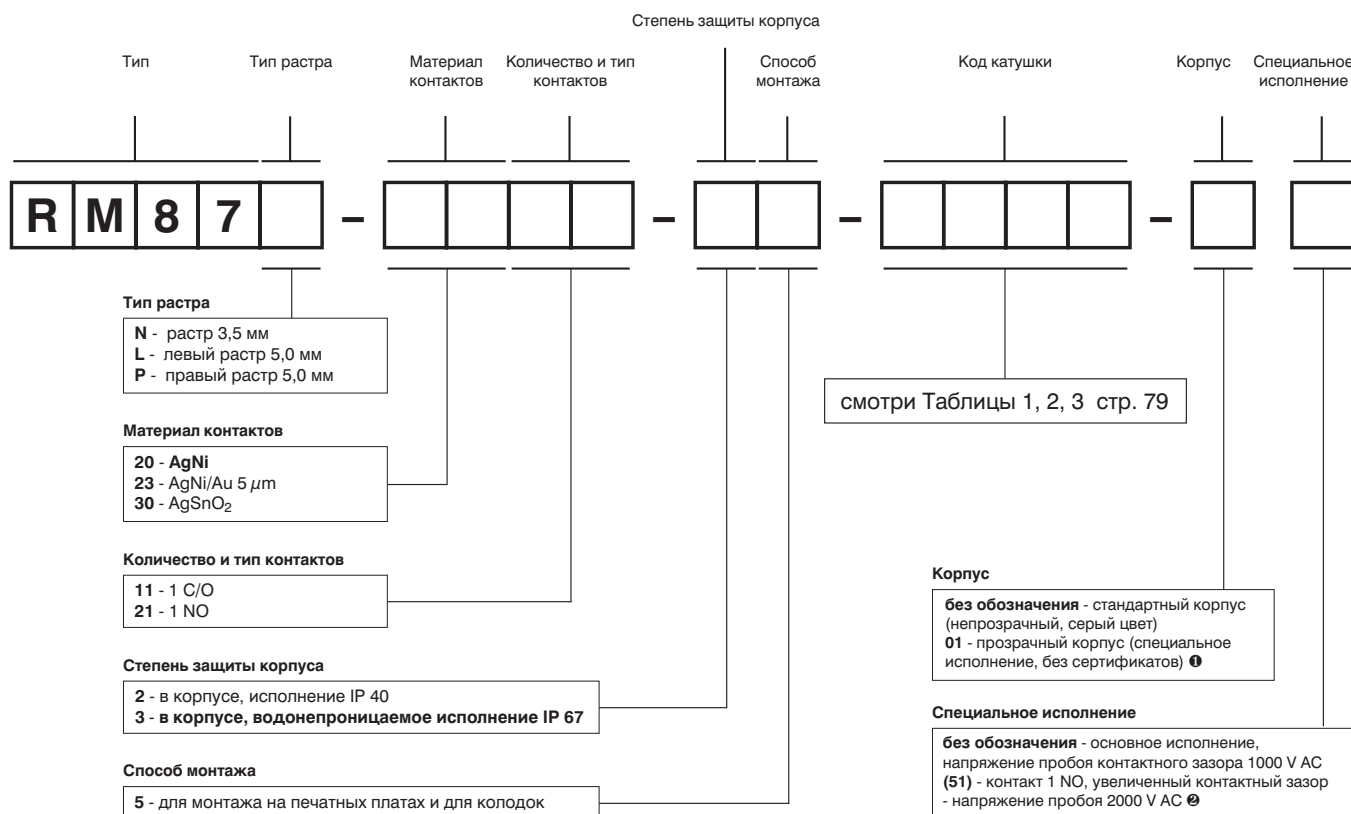 Степень защиты корпуса
Тип
Тип растра
Материал
контактов
Количество и тип
контактов
Способ
монтажа
Код катушки
Корпус
Специальное
исполнение
R M 8 7 – – – –
Тип растра
N - растр 3,5 мм
L - левый растр 5,0 мм
P - правый растр 5,0 мм
смотри Таблицы 1, 2, 3 стр. 79
Материал контактов
20 - AgNi
23 - AgNi/Au 5 μm
30 - AgSnO2
Количество и тип контактов
11 - 1 C/O
21 - 1 NO
Степень защиты корпуса
2 - в корпусе, исполнение IP 40
3 - в корпусе, водонепроницаемое исполнение IP 67
Способ монтажа
5 - для монтажа на печатных платах и для колодок
Корпус
без обозначения - стандартный корпус
(непрозрачный, серый цвет)
01 - прозрачный корпус (специальное
исполнение, без сертификатов) ❶
Специальное исполнение
без обозначения - основное исполнение,
напряжение пробоя контактного зазора 1000 V AC
(51) - контакт 1 NO, увеличенный контактный зазор
- напряжение пробоя 2000 V AC ❷